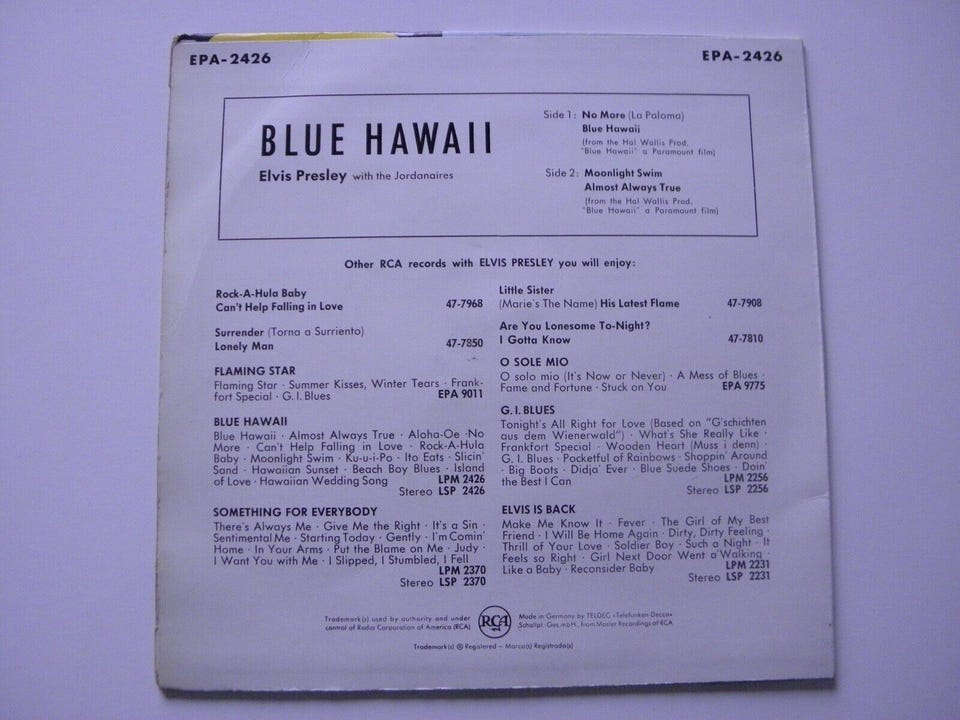 EPA-2426 EPA-2426
BLUE HAWAII
Elvis Presley with the Jordanaires
Side 1: No More (La Paloma)
Blue Hawaii
(from the Hal Wallis Prod.
"Blue Hawaii" a Paramount film)
Side 2: Moonlight Swim
Almost Always True
(from the Hal Wallis Prod.
"Blue Hawaii" a Paramount film)
Other RCA records with ELVIS PRESLEY you will enjoy:
Rock-A-Hula Baby
Can't Help Falling in Love 47-7968
Surrender (Torna a Surriento)
Lonely Man 47-7850
FLAMING STAR
Flaming Star · Summer Kisses, Winter Tears · Frank-
fort Special · G. I. Blues EPA 9011
BLUE HAWAII
Blue Hawaii · Almost Always True · Aloha-Oe · No
More · Can't Help Falling in Love · Rock-A-Hula
Baby · Moonlight Swim · Ku-u-i-Po · Ito Eats · Slicin'
Sand · Hawaiian Sunset · Beach Boy Blues · Island
of Love · Hawaiian Wedding Song LPM 2426
Stereo LSP 2426
SOMETHING FOR EVERYBODY
There's Always Me · Give Me the Right · It's a Sin ·
Sentimental Me · Starting Today · Gently · I'm Comin'
Home · In Your Arms · Put the Blame on Me · Judy ·
I Want You with Me · I Slipped, I Stumbled, I Fell
LPM 2370
Stereo LSP 2370
Little Sister
(Marie's The Name) His Latest Flame 47-7908
Are You Lonesome To-Night?
I Gotta Know 47-7810
O SOLE MIO
O solo mio (It's Now or Never) · A Mess of Blues ·
Fame and Fortune · Stuck on You EPA 9775
G. I. BLUES
Tonight's All Right for Love (Based on "G'schichten
aus dem Wienerwald") · What's She Really Like ·
Frankfort Special · Wooden Heart (Muss i denn) ·
G. I. Blues · Pocketful of Rainbows · Shoppin' Around
· Big Boots · Didja' Ever · Blue Suede Shoes · Doin'
the Best I Can LPM 2256
Stereo LSP 2256
ELVIS IS BACK
Make Me Know It · Fever · The Girl of My Best
Friend · I Will Be Home Again · Dirty, Dirty Feeling ·
Thrill of Your Love · Soldier Boy · Such a Night · It
Feels so Right · Girl Next Door Went a'Walking ·
Like a Baby · Reconsider Baby LPM 2231
Stereo LSP 2231
Trademark(s) used by authority and under
control of Radio Corporation of America (RCA)
RCA
Made in Germany by TELDEC »Telefunken-Decca«
Schallpl.-Ges.mbH., from Master Recordings of RCA
Trademark(s) ® Registered – Marca(s) Registrada(s)